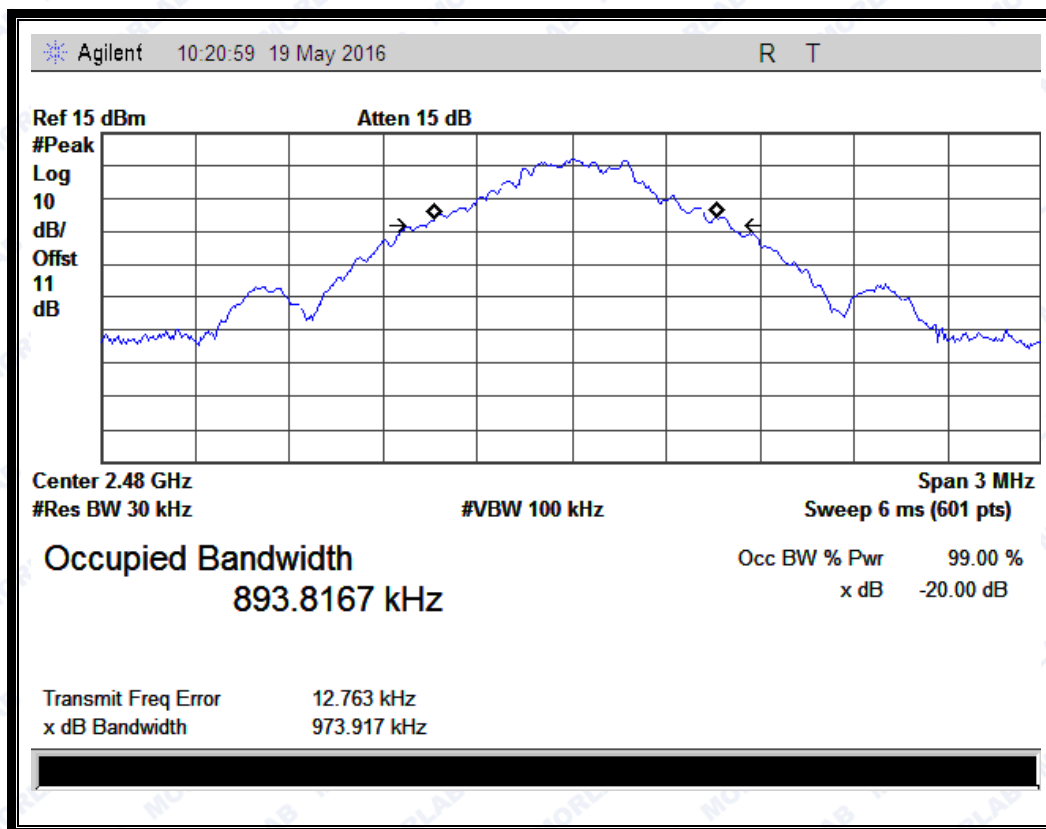 Agilent 10:20:59 19 May 2016 R T
Ref 15 dBm Atten 15 dB
#Peak
Log
10
dB/
Offst
11
dB
Center 2.48 GHz Span 3 MHz
#Res BW 30 kHz #VBW 100 kHz Sweep 6 ms (601 pts)
Occupied Bandwidth Occ BW % Pwr 99.00 %
893.8167 kHz x dB -20.00 dB
Transmit Freq Error 12.763 kHz
x dB Bandwidth 973.917 kHz
MORLAB